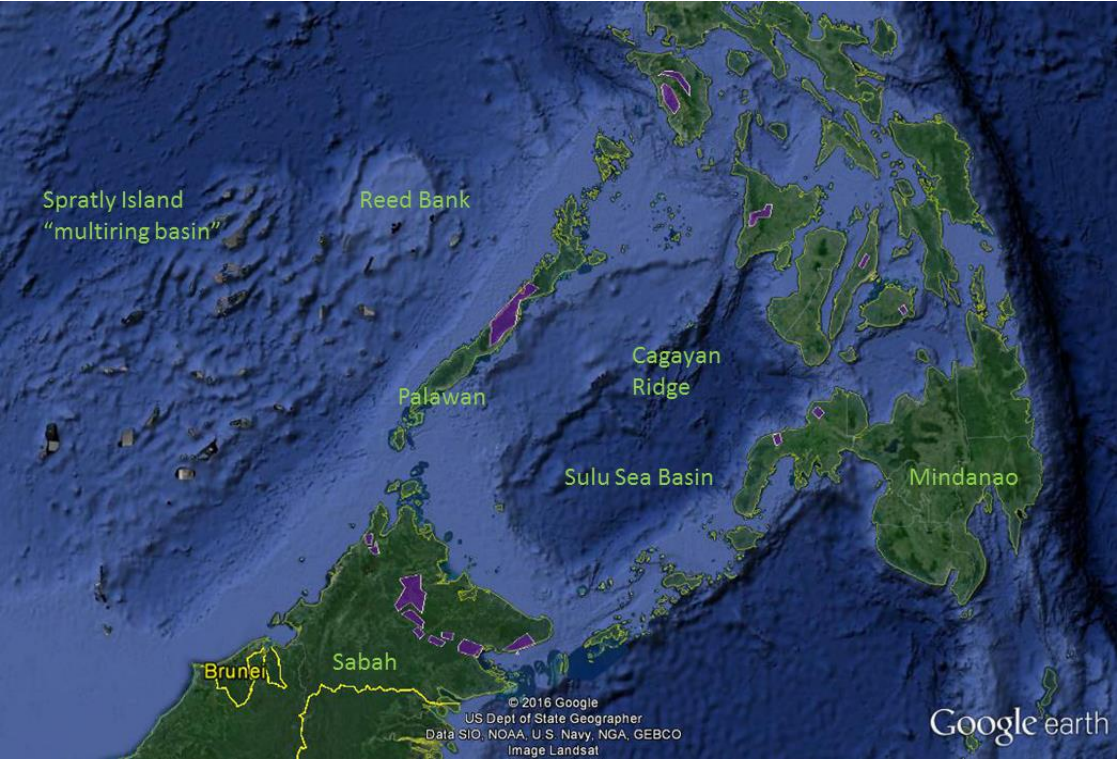 Spratly Island
“multiring basin”
Reed Bank
Cagayan
Ridge
Palawan
Sulu Sea Basin
Mindanao
Sabah
Brunei
© 2016 Google
US Dept of State Geographer
Data SIO, NOAA, U.S. Navy, NGA, GEBCO
Image Landsat
Google earth